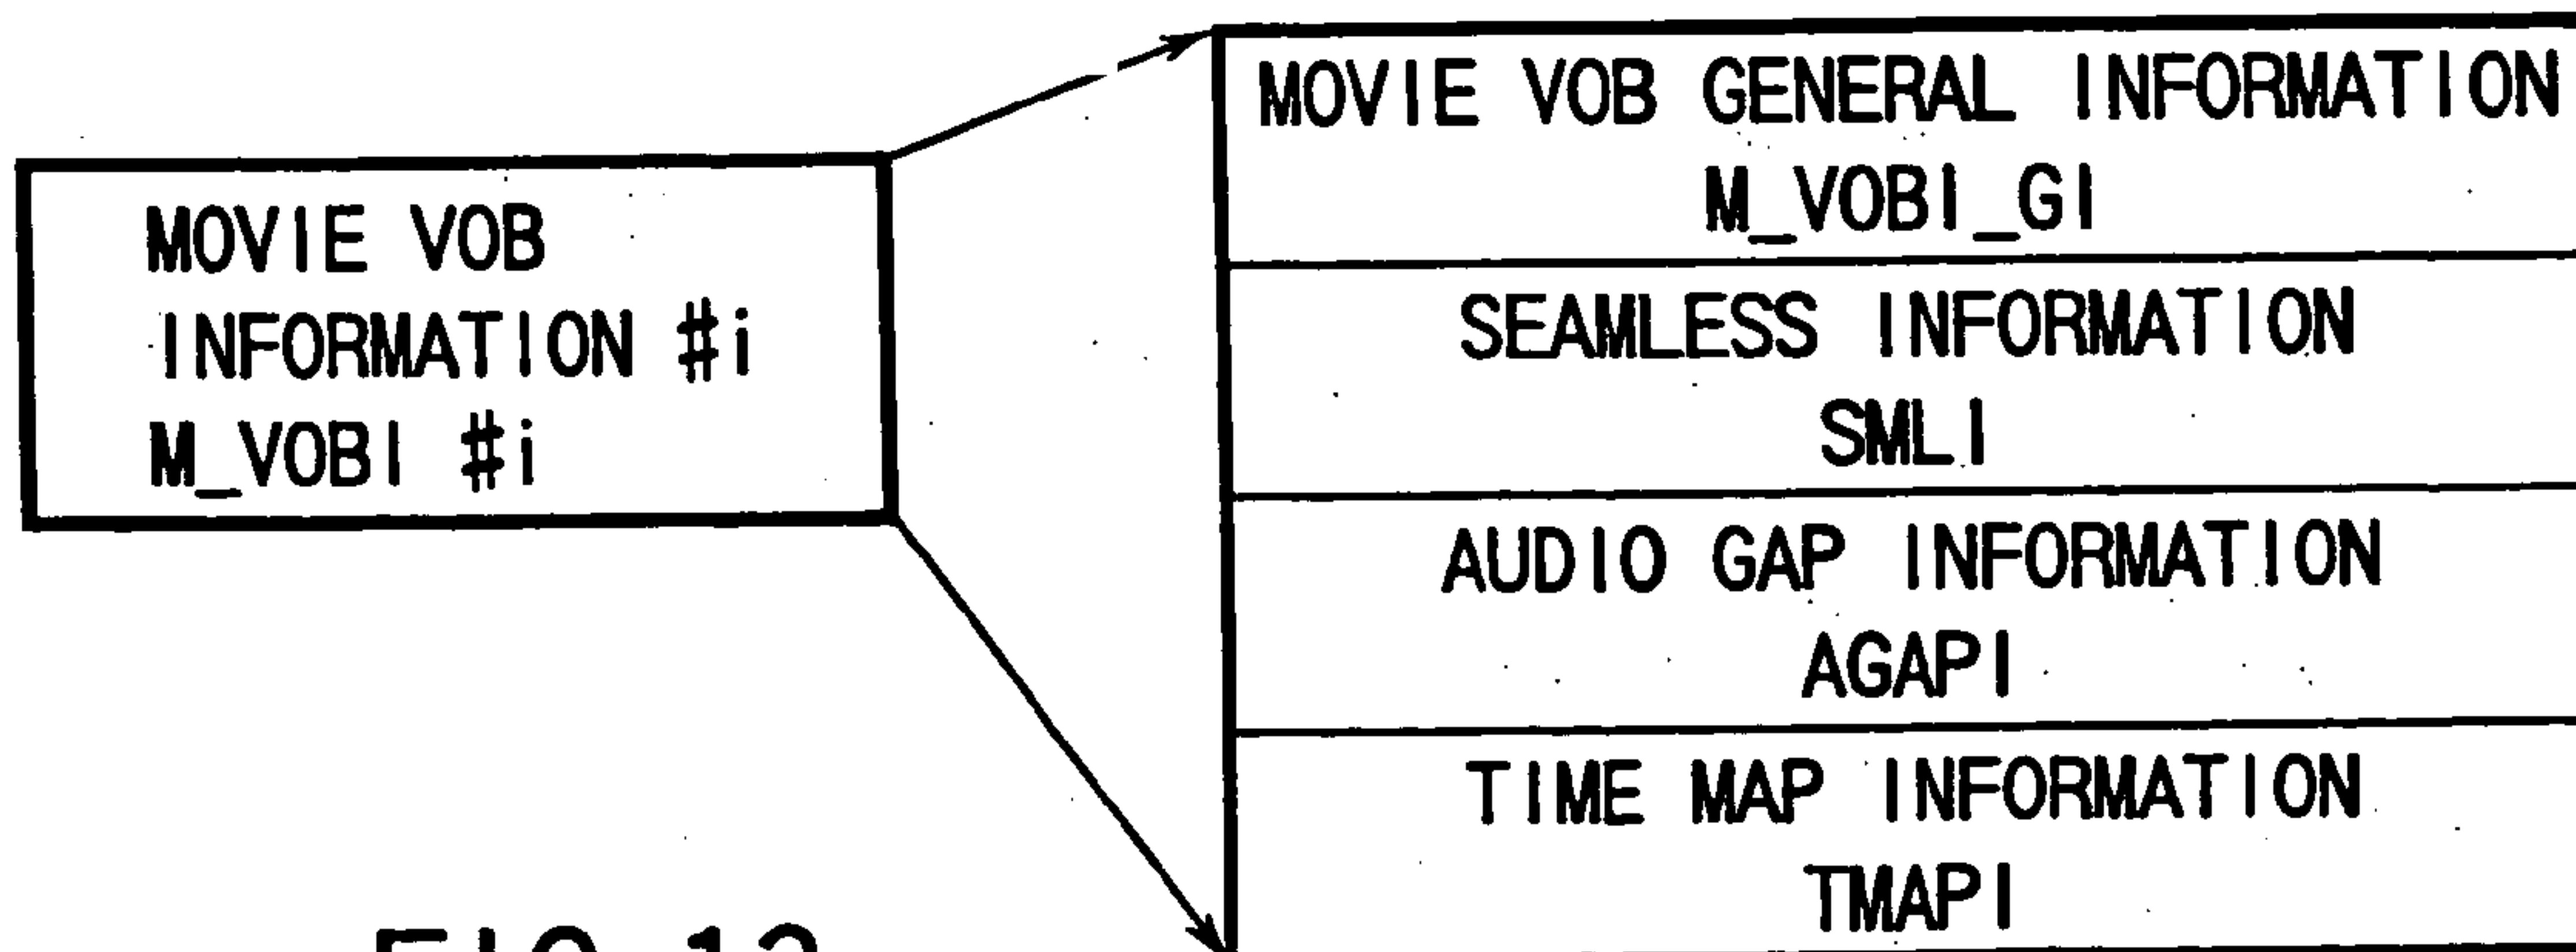 MOVIE VOB
INFORMATION #i
M_VOBI #i
MOVIE VOB GENERAL INFORMATION
M_VOBI_GI
SEAMLESS INFORMATION
SMLI
AUDIO GAP INFORMATION
AGAPI
TIME MAP INFORMATION
TMAPI